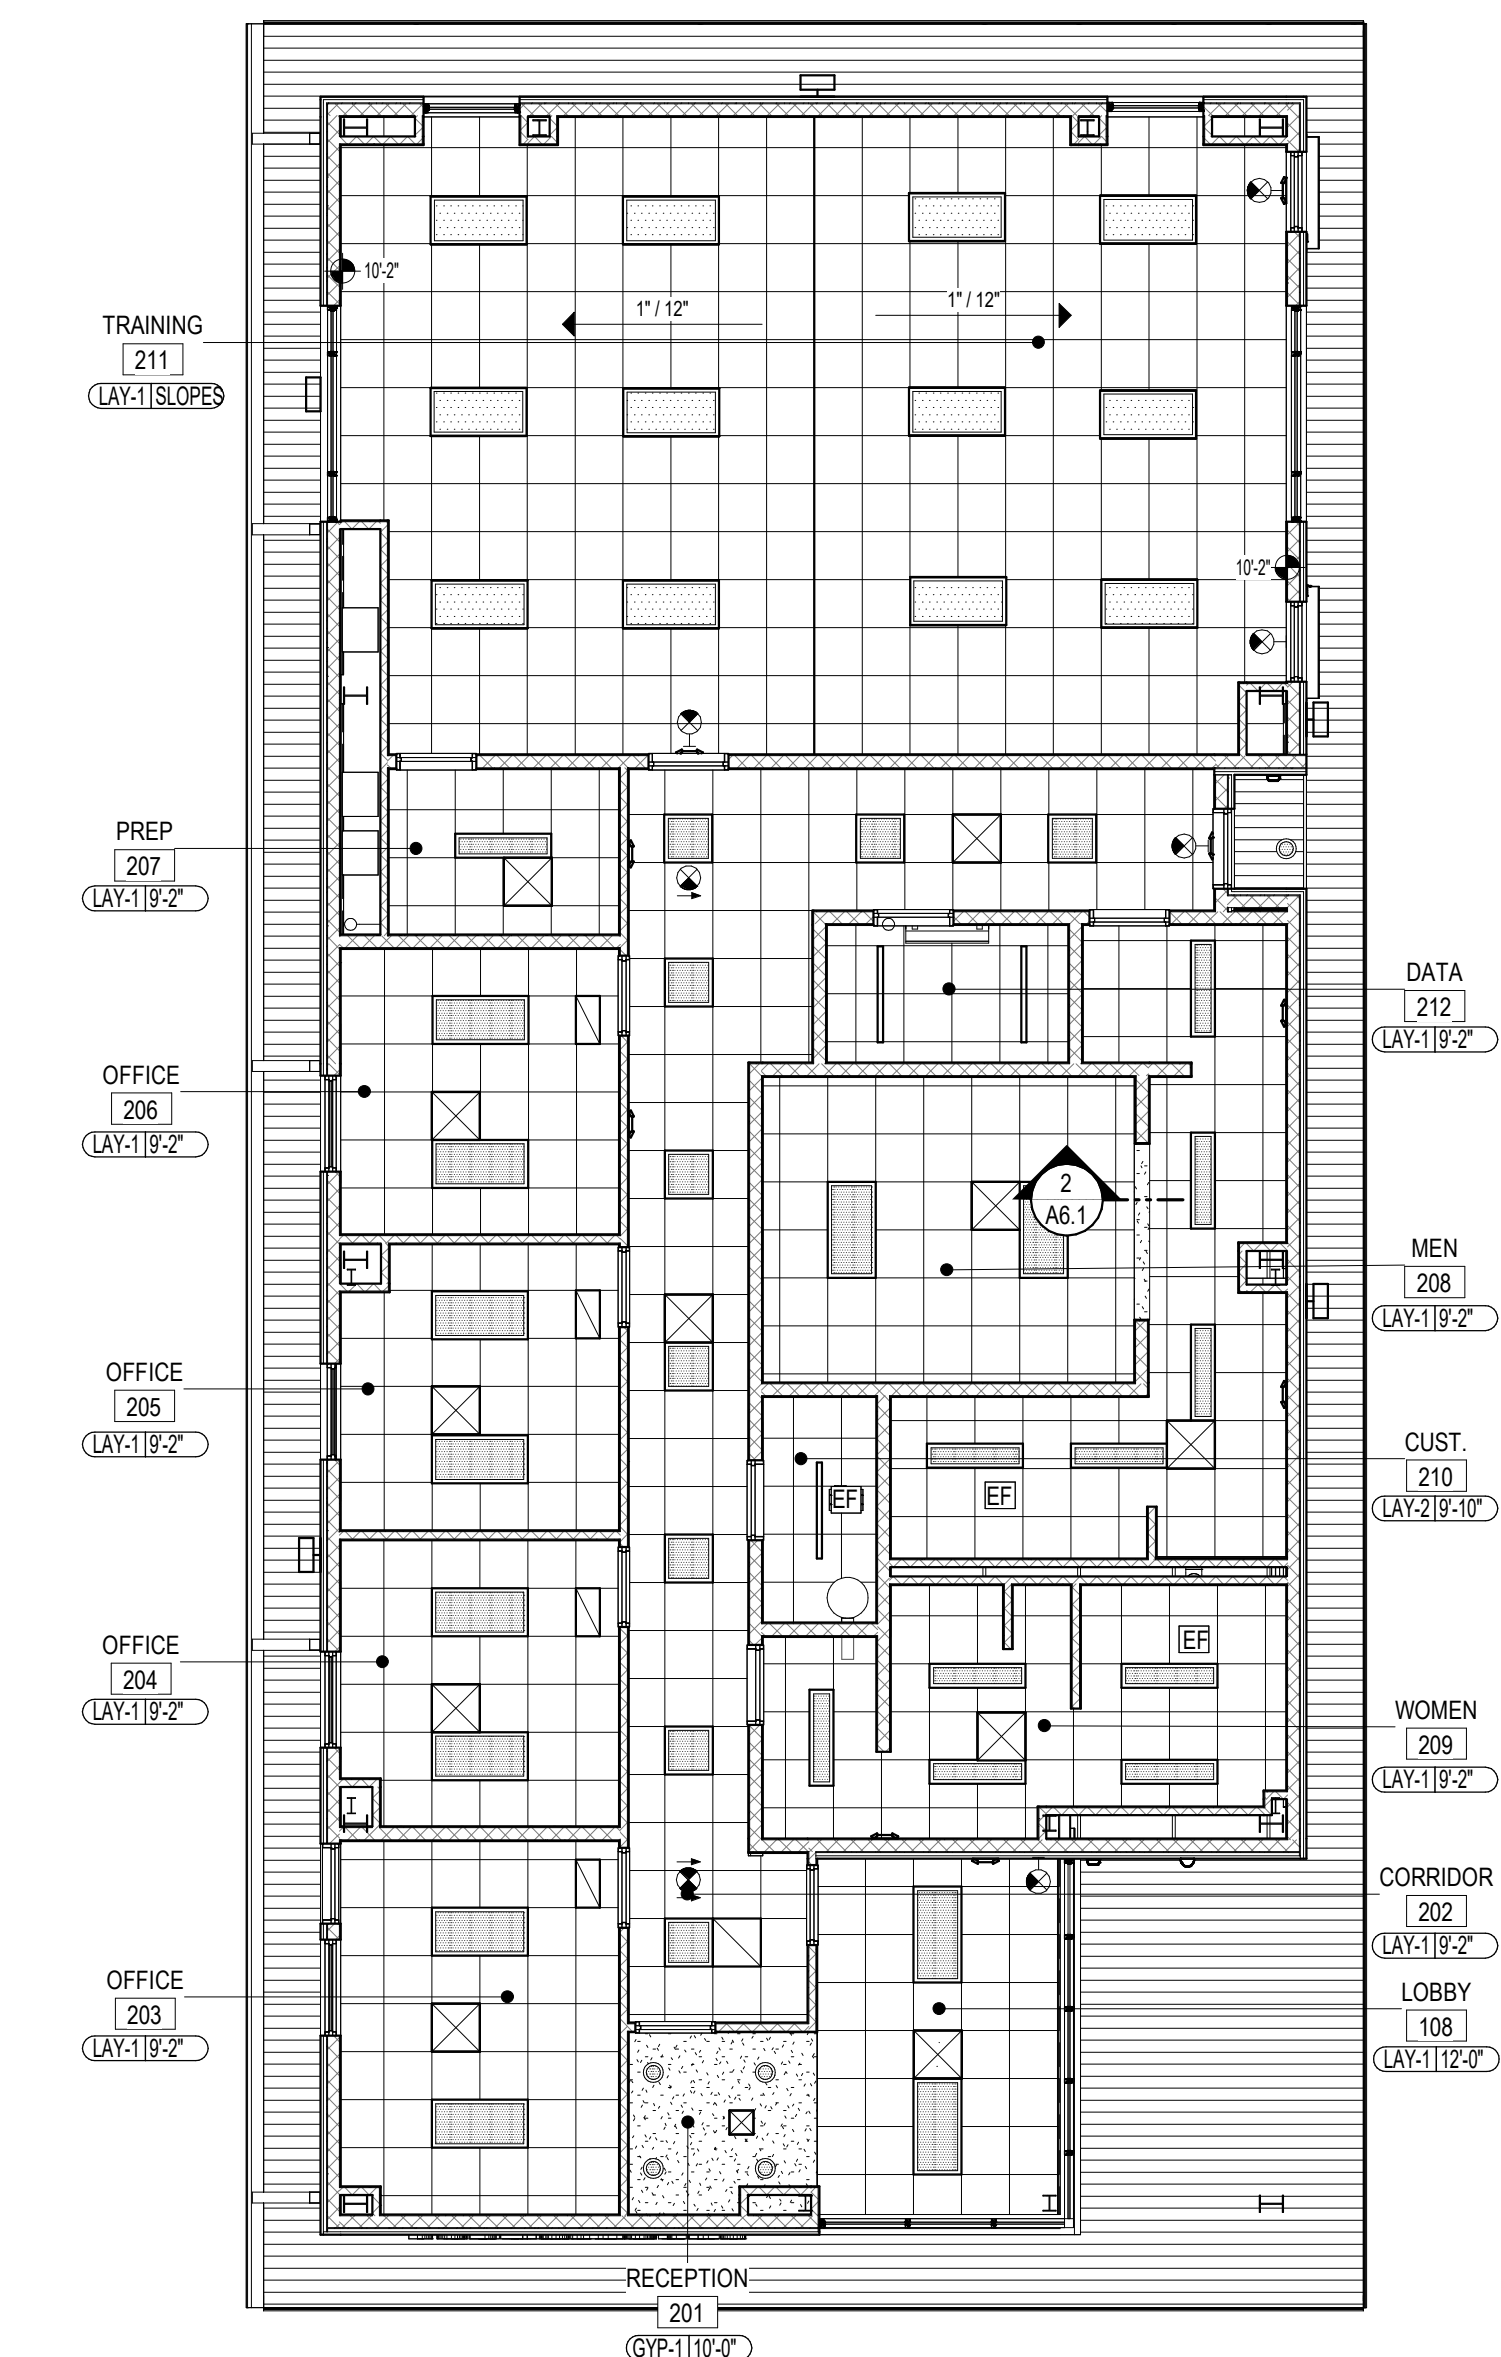 10'-2"
1" / 12"
1" / 12"
TRAINING
211
LAY-1 SLOPES
10'-2"
PREP
207
LAY-1 9'-2"
DATA
212
LAY-1 9'-2"
OFFICE
206
LAY-1 9'-2"
2
A6.1
MEN
208
LAY-1 9'-2"
OFFICE
205
LAY-1 9'-2"
CUST.
210
LAY-2 9'-10"
EF
EF
OFFICE
204
LAY-1 9'-2"
EF
WOMEN
209
LAY-1 9'-2"
CORRIDOR
202
LAY-1 9'-2"
OFFICE
203
LAY-1 9'-2"
LOBBY
108
LAY-1 12'-0"
RECEPTION
201
GYP-1 10'-0"